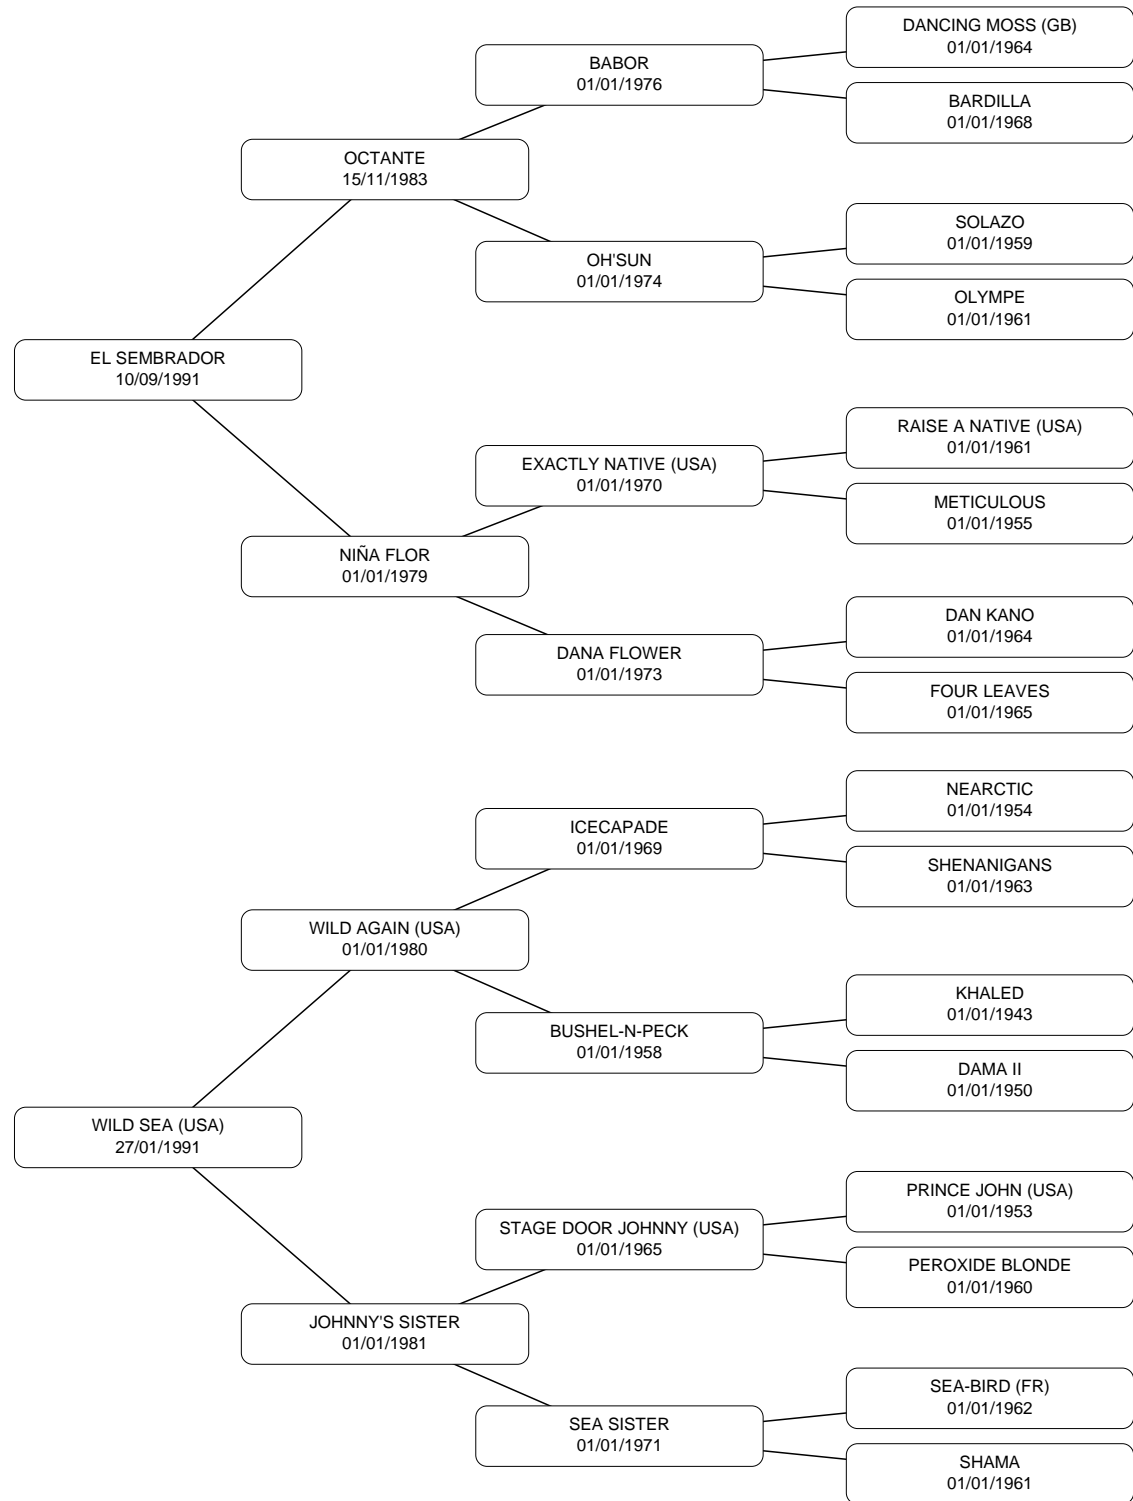 DANCING MOSS (GB)
01/01/1964
BABOR
01/01/1976
BARDILLA
01/01/1968
OCTANTE
15/11/1983
SOLAZO
01/01/1959
OH'SUN
01/01/1974
OLYMPE
01/01/1961
EL SEMBRADOR
10/09/1991
RAISE A NATIVE (USA)
01/01/1961
EXACTLY NATIVE (USA)
01/01/1970
METICULOUS
01/01/1955
NIÑA FLOR
01/01/1979
DAN KANO
01/01/1964
DANA FLOWER
01/01/1973
FOUR LEAVES
01/01/1965
NEARCTIC
01/01/1954
ICECAPADE
01/01/1969
SHENANIGANS
01/01/1963
WILD AGAIN (USA)
01/01/1980
KHALED
01/01/1943
BUSHEL-N-PECK
01/01/1958
DAMA II
01/01/1950
WILD SEA (USA)
27/01/1991
PRINCE JOHN (USA)
01/01/1953
STAGE DOOR JOHNNY (USA)
01/01/1965
PEROXIDE BLONDE
01/01/1960
JOHNNY'S SISTER
01/01/1981
SEA-BIRD (FR)
01/01/1962
SEA SISTER
01/01/1971
SHAMA
01/01/1961